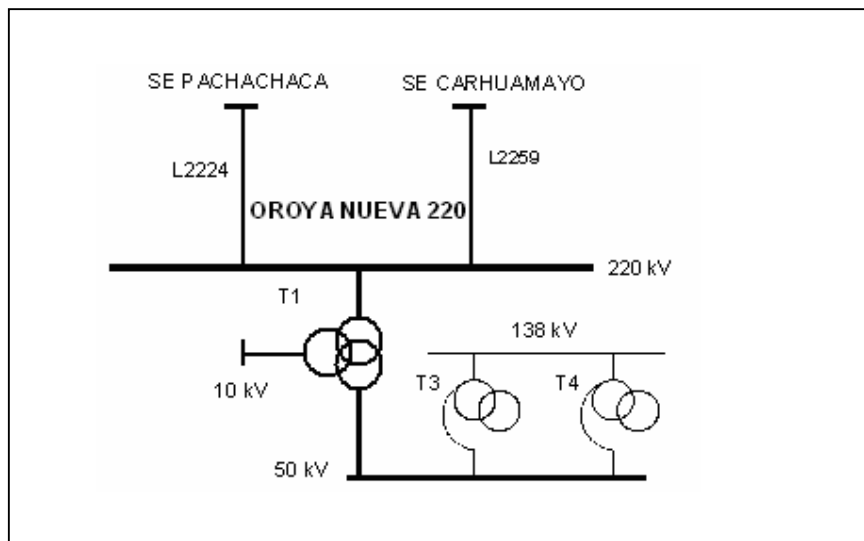 SE PACHACHACA
SE CARHUAMAYO
L2224
L2259
OROYA NUEVA 220
220 kV
T1
138 kV
T3
T4
10 kV
50 kV